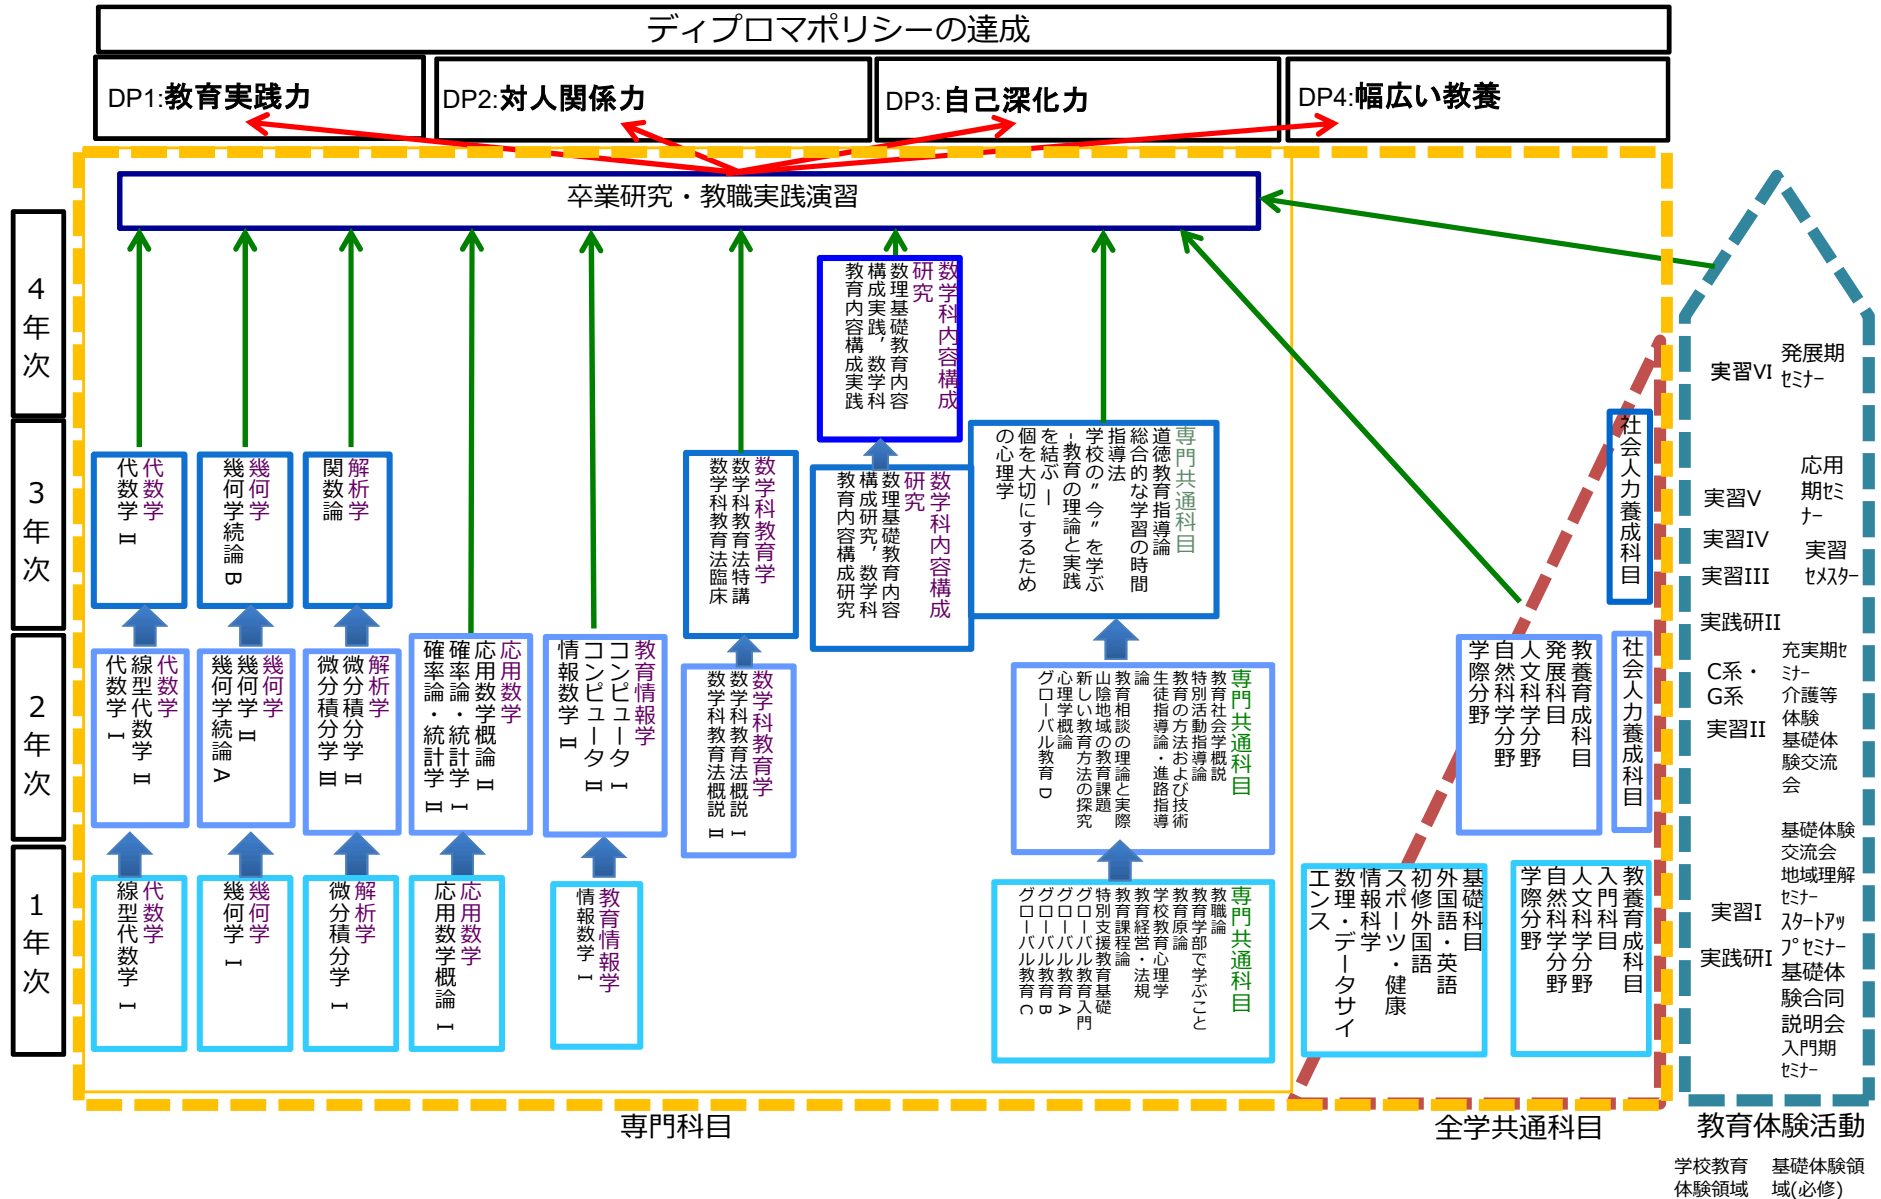 ディプロマポリシーの達成
DP1:教育実践力
DP2:対人関係力
DP3:自己深化力
DP4:幅広い教養
卒業研究・教職実践演習
4年次
数学科内容構成
研究
数理基礎教育内容
構成実践，数学科
教育内容構成実践
実習VI
発展期
ｾﾐﾅｰ
3年次
代数学
代数学 II
幾何学
幾何学続論 B
解析学
関数論
数学科教育学
数学科教育法特講
数学科教育法臨床
数学科内容構成
研究
数理基礎教育内容
構成研究，数学科
教育内容構成研究
専門共通科目
道徳教育指導論
総合的な学習の時間
指導法
学校の”今”を学ぶ
-教育の理論と実践
を結ぶ－
個を大切にするため
の心理学
社会人力養成科目
実習V
応用
期ｾﾐ
ﾅｰ
実習IV
実習III
実習
ｾﾒｽﾀｰ
2年次
代数学
線型代数学 II
代数学 I
幾何学
幾何学 II
幾何学続論 A
解析学
微分積分学 II
微分積分学 III
応用数学
応用数学概論 II
確率論・統計学 I
確率論・統計学 II
教育情報学
コンピュータ I
コンピュータ II
情報数学 II
数学科教育学
数学科教育法概説 I
数学科教育法概説 II
専門共通科目
教育社会学概説
特別活動指導論
教育の方法および技術
生徒指導論・進路指導
論
教育相談の理論と実際
山陰地域の教育課題
新しい教育方法の探究
心理学概論
グローバル教育 D
教養育成科目
発展科目
人文科学分野
自然科学分野
学際分野
社会人力養成科目
実践研II
C系・
G系
実習II
充実期ｾ
ﾐﾅｰ
介護等
体験
基礎体
験交流
会
1年次
代数学
線型代数学 I
幾何学
幾何学 I
解析学
微分積分学 I
応用数学
応用数学概論 I
教育情報学
情報数学 I
専門共通科目
教職論
教育学部で学ぶこと
教育原論
学校教育心理学
教育経営・法規
教育課程論
特別支援教育基礎
グローバル教育入門
グローバル教育 A
グローバル教育 B
グローバル教育 C
基礎科目
外国語・英語
初修外国語
スポーツ・健康
情報科学
数理・データサイ
エンス
教養育成科目
入門科目
人文科学分野
自然科学分野
学際分野
実習I
実践研I
基礎体験
交流会
地域理解
ｾﾐﾅｰ
ｽﾀｰﾄｱｯ
ﾌﾟｾﾐﾅｰ
基礎体
験合同
説明会
入門期
ｾﾐﾅｰ
専門科目
全学共通科目
教育体験活動
学校教育
体験領域
基礎体験領
域(必修)